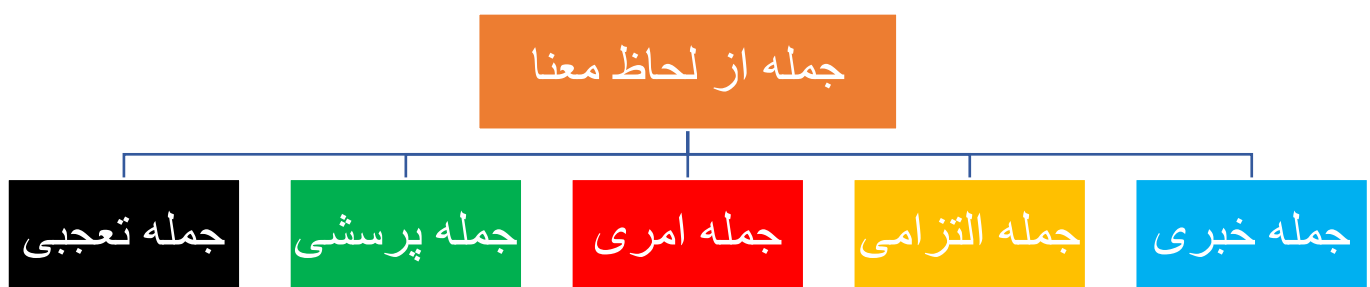 جمله از لحاظ معنا
جمله خبری
جمله التزامی
جمله امری
جمله پرسشی
جمله تعجبی